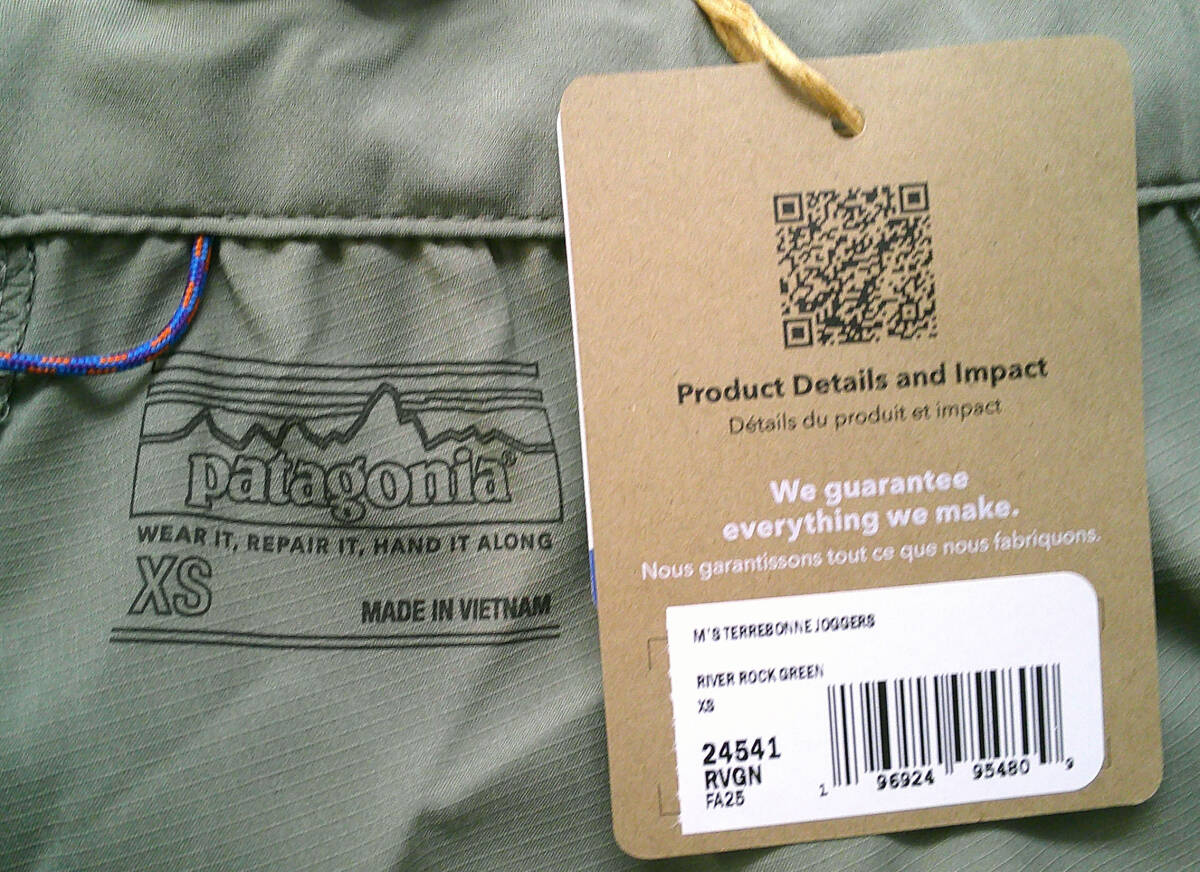 patagonia®
WEAR IT, REPAIR IT, HAND IT ALONG
XS
MADE IN VIETNAM
Product Details and Impact
Détails du produit et impact
We guarantee
everything we make.
Nous garantissons tout ce que nous fabriquons.
M'S TERREBONNE JOGGERS
RIVER ROCK GREEN
XS
24541
RVGN
FA25
1 96924 95480 9